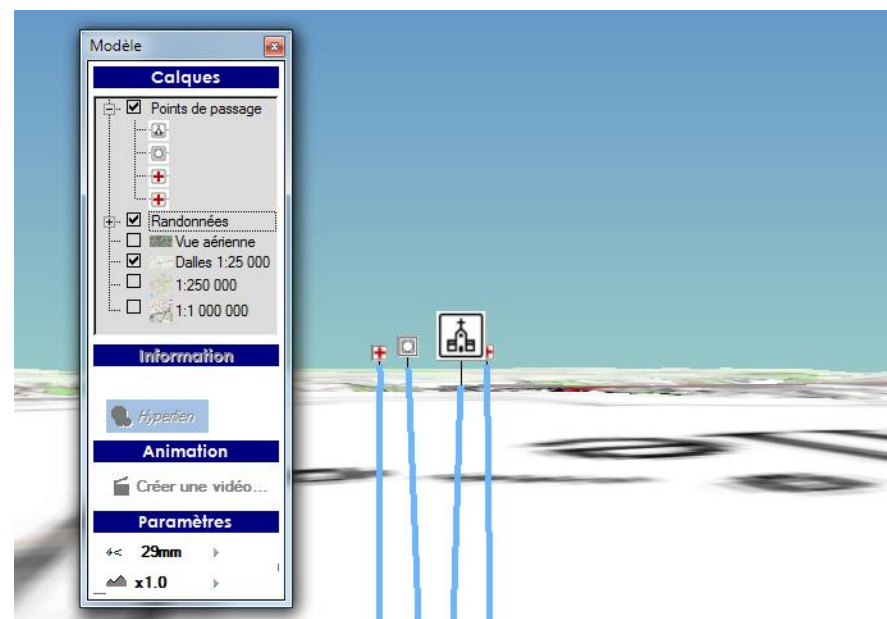 Modèle
Calques
Points de passage
Randonnées
Vue aérienne
Dalles 1:25 000
1:250 000
1:1 000 000
Information
Hyperlien
Animation
Créer une vidéo...
Paramètres
29mm
x1.0